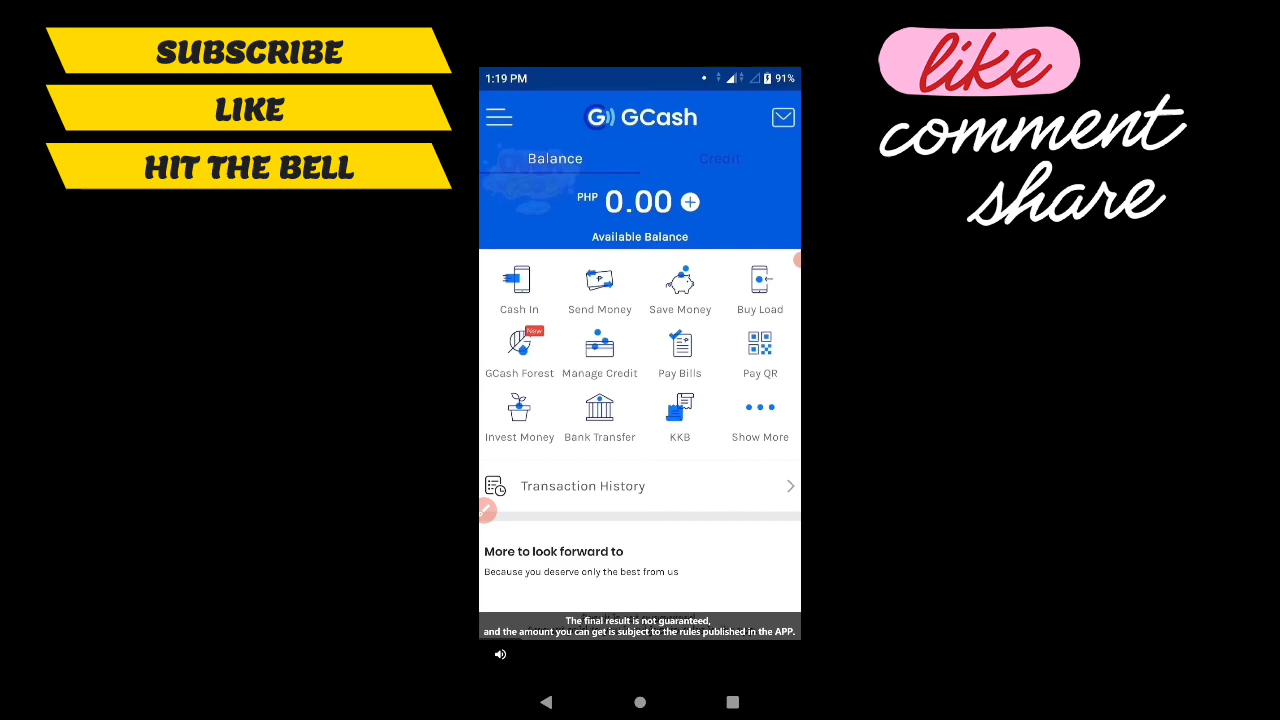 SUBSCRIBE
LIKE
HIT THE BELL
like
comment
share
1:19 PM
91%
GCash
Balance
Credit
PHP 0.00
Available Balance
Cash In
Send Money
Save Money
Buy Load
New
GCash Forest
Manage Credit
Pay Bills
Pay QR
Invest Money
Bank Transfer
KKB
Show More
Transaction History
More to look forward to
Because you deserve only the best from us
The final result is not guaranteed,
and the amount you can get is subject to the rules published in the APP.